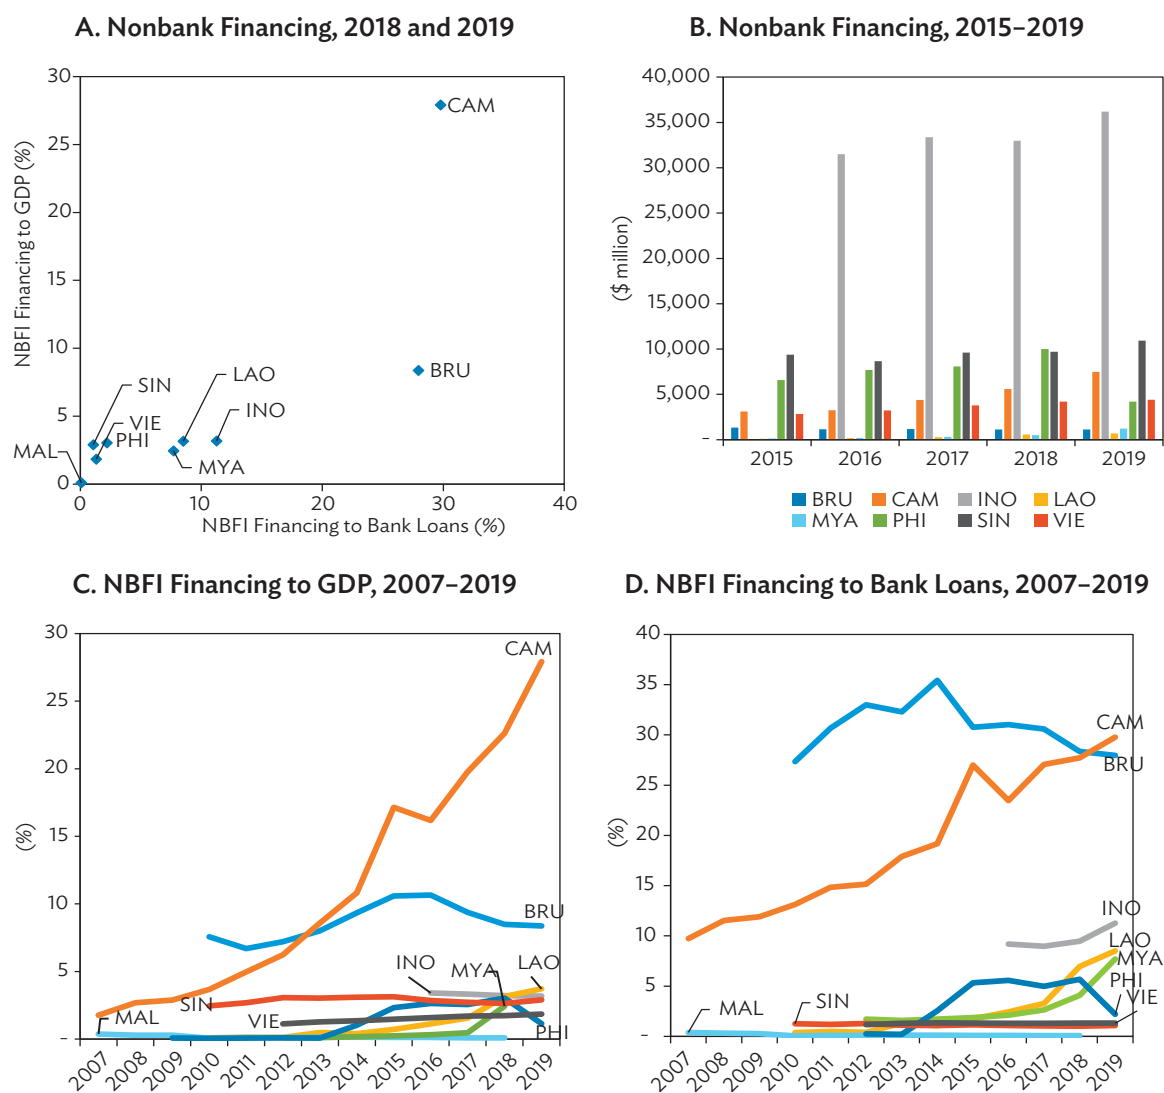 A. Nonbank Financing, 2018 and 2019
30
25
20
15
10
5
0
NBFI Financing to GDP (%)
CAM
BRU
LAO
SIN
INO
VIE
PHI
MAL
MYA
0 10 20 30 40
NBFI Financing to Bank Loans (%)
B. Nonbank Financing, 2015–2019
40,000
35,000
30,000
25,000
20,000
15,000
10,000
5,000
–
($ million)
2015 2016 2017 2018 2019
BRU CAM INO LAO
MYA PHI SIN VIE
C. NBFI Financing to GDP, 2007–2019
30
25
20
15
10
5
–
(%)
CAM
BRU
INO
MYA
LAO
SIN
MAL
VIE
PHI
2007 2008 2009 2010 2011 2012 2013 2014 2015 2016 2017 2018 2019
D. NBFI Financing to Bank Loans, 2007–2019
40
35
30
25
20
15
10
5
–
(%)
CAM
BRU
INO
LAO
MYA
PHI
VIE
MAL
SIN
2007 2008 2009 2010 2011 2012 2013 2014 2015 2016 2017 2018 2019